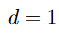 d = 1